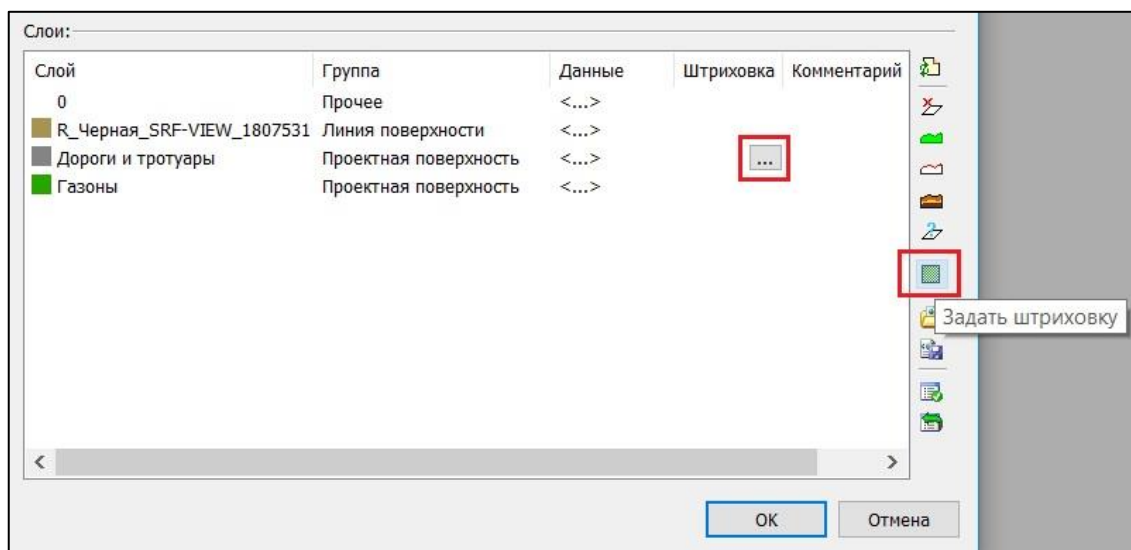 Слои:
Слой Группа Данные Штриховка Комментарий
0 Прочее <...>
R_Черная_SRF-VIEW_1807531 Линия поверхности <...>
Дороги и тротуары Проектная поверхность <...> ...
Газоны Проектная поверхность <...>
Задать штриховку
ОК Отмена